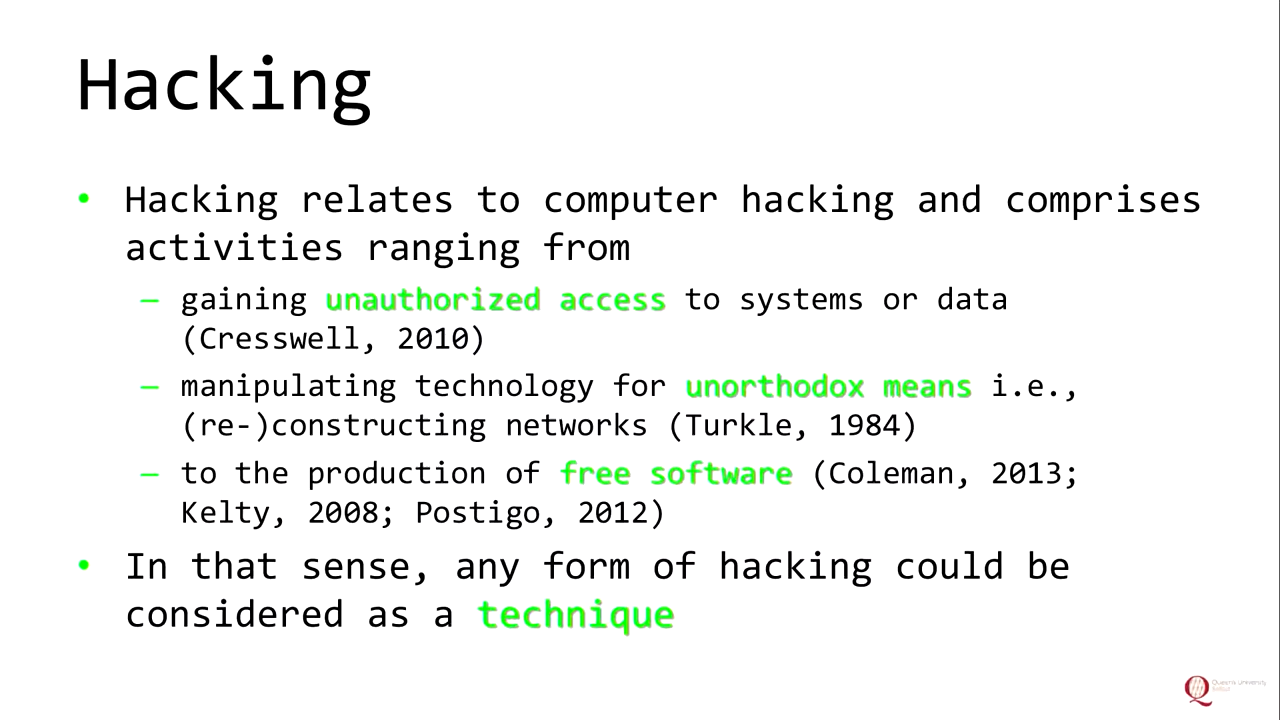 Hacking
• Hacking relates to computer hacking and comprises
activities ranging from
– gaining unauthorized access to systems or data
(Cresswell, 2010)
– manipulating technology for unorthodox means i.e.,
(re-)constructing networks (Turkle, 1984)
– to the production of free software (Coleman, 2013;
Kelty, 2008; Postigo, 2012)
• In that sense, any form of hacking could be
considered as a technique
Queen's University